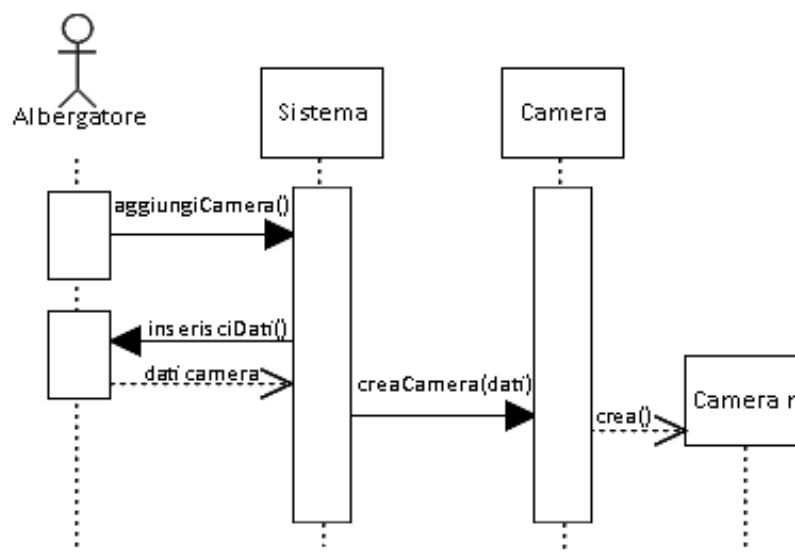 Albergatore
Sistema
Camera
aggiungiCamera()
inserisciDati()
dati camera
creaCamera(dati)
crea()
Camera